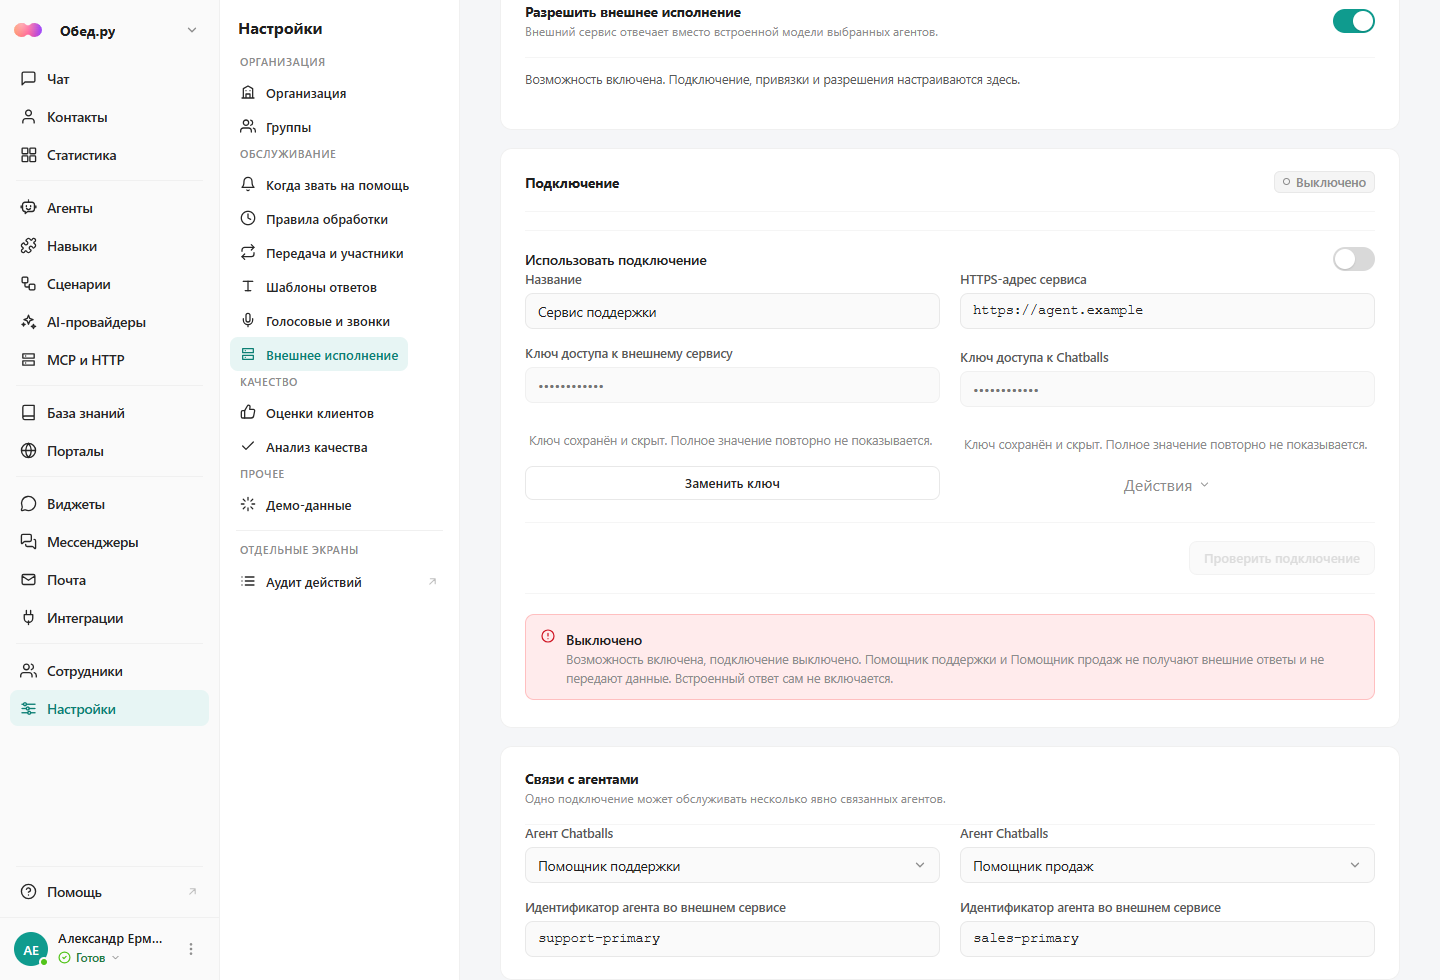 Обед.ру
Чат
Контакты
Статистика
Агенты
Навыки
Сценарии
AI-провайдеры
MCP и HTTP
База знаний
Порталы
Виджеты
Мессенджеры
Почта
Интеграции
Сотрудники
Настройки
Помощь
АЕ
Александр Ерм...
Готов
Настройки
ОРГАНИЗАЦИЯ
Организация
Группы
ОБСЛУЖИВАНИЕ
Когда звать на помощь
Правила обработки
Передача и участники
Шаблоны ответов
Голосовые и звонки
Внешнее исполнение
КАЧЕСТВО
Оценки клиентов
Анализ качества
ПРОЧЕЕ
Демо-данные
ОТДЕЛЬНЫЕ ЭКРАНЫ
Аудит действий
Разрешить внешнее исполнение
Внешний сервис отвечает вместо встроенной модели выбранных агентов.
Возможность включена. Подключение, привязки и разрешения настраиваются здесь.
Подключение
Выключено
Использовать подключение
Название
HTTPS-адрес сервиса
Сервис поддержки
https://agent.example
Ключ доступа к внешнему сервису
Ключ доступа к Chatballs
••••••••••••
••••••••••••
Ключ сохранён и скрыт. Полное значение повторно не показывается.
Ключ сохранён и скрыт. Полное значение повторно не показывается.
Заменить ключ
Действия
Проверить подключение
Выключено
Возможность включена, подключение выключено. Помощник поддержки и Помощник продаж не получают внешние ответы и не
передают данные. Встроенный ответ сам не включается.
Связи с агентами
Одно подключение может обслуживать несколько явно связанных агентов.
Агент Chatballs
Агент Chatballs
Помощник поддержки
Помощник продаж
Идентификатор агента во внешнем сервисе
Идентификатор агента во внешнем сервисе
support-primary
sales-primary